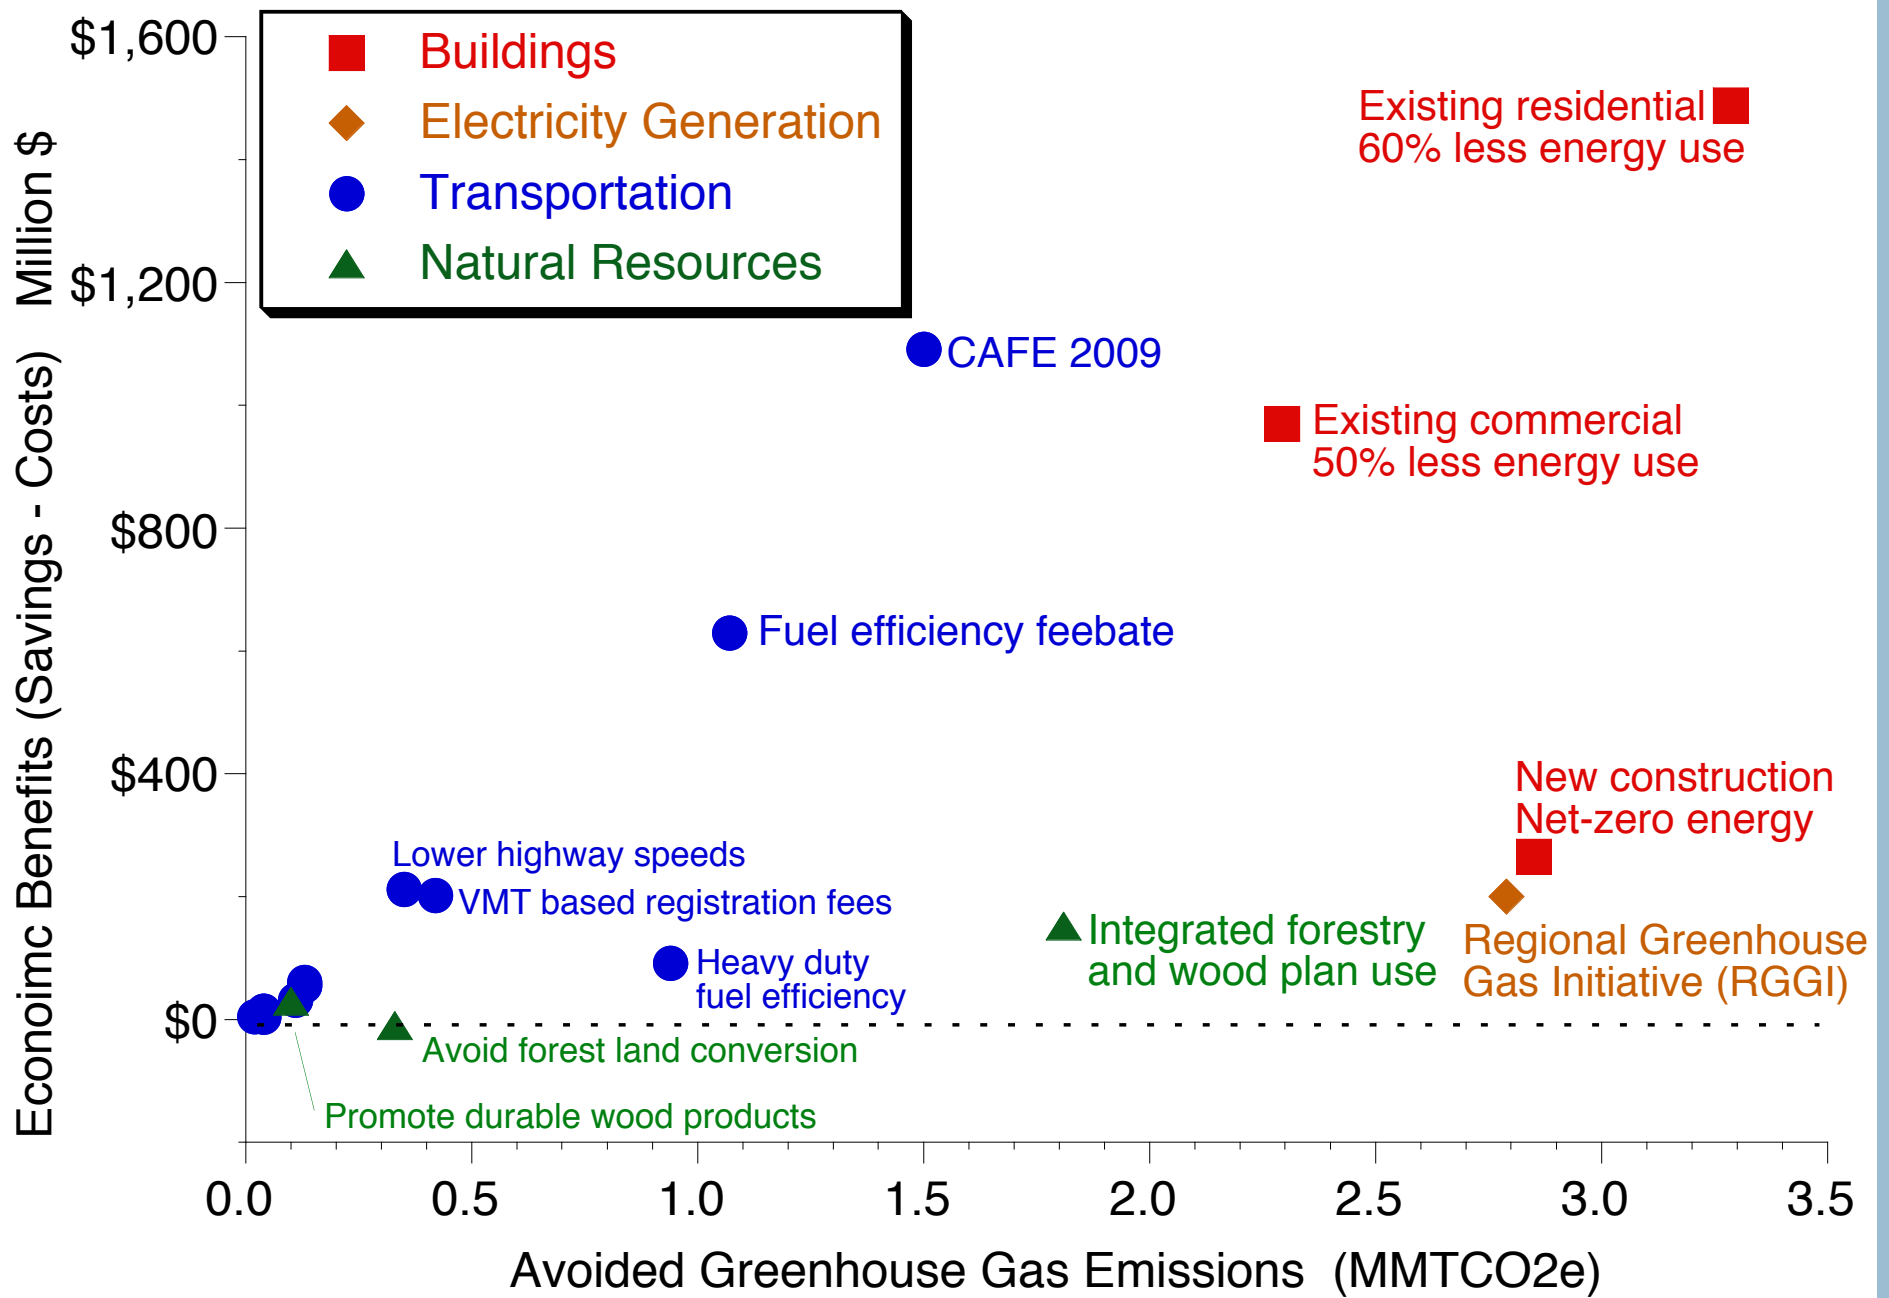 Econoimc Benefits (Savings - Costs) Million $
$1,600
$1,200
$800
$400
$0
Buildings
Electricity Generation
Transportation
Natural Resources
Existing residential
60% less energy use
CAFE 2009
Existing commercial
50% less energy use
Fuel efficiency feebate
New construction
Net-zero energy
Lower highway speeds
VMT based registration fees
Heavy duty
fuel efficiency
Integrated forestry
and wood plan use
Regional Greenhouse
Gas Initiative (RGGI)
Avoid forest land conversion
Promote durable wood products
0.0 0.5 1.0 1.5 2.0 2.5 3.0 3.5
Avoided Greenhouse Gas Emissions (MMTCO2e)